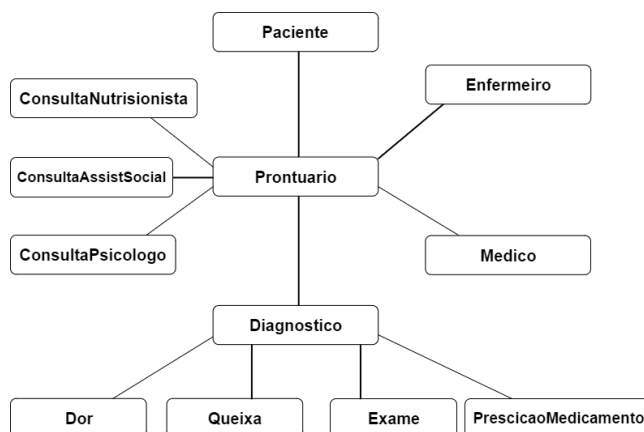 Paciente
Enfermeiro
ConsultaNutrisionista
ConsultaAssistSocial
Prontuario
ConsultaPsicologo
Medico
Diagnostico
Dor
Queixa
Exame
PrescicaoMedicamento